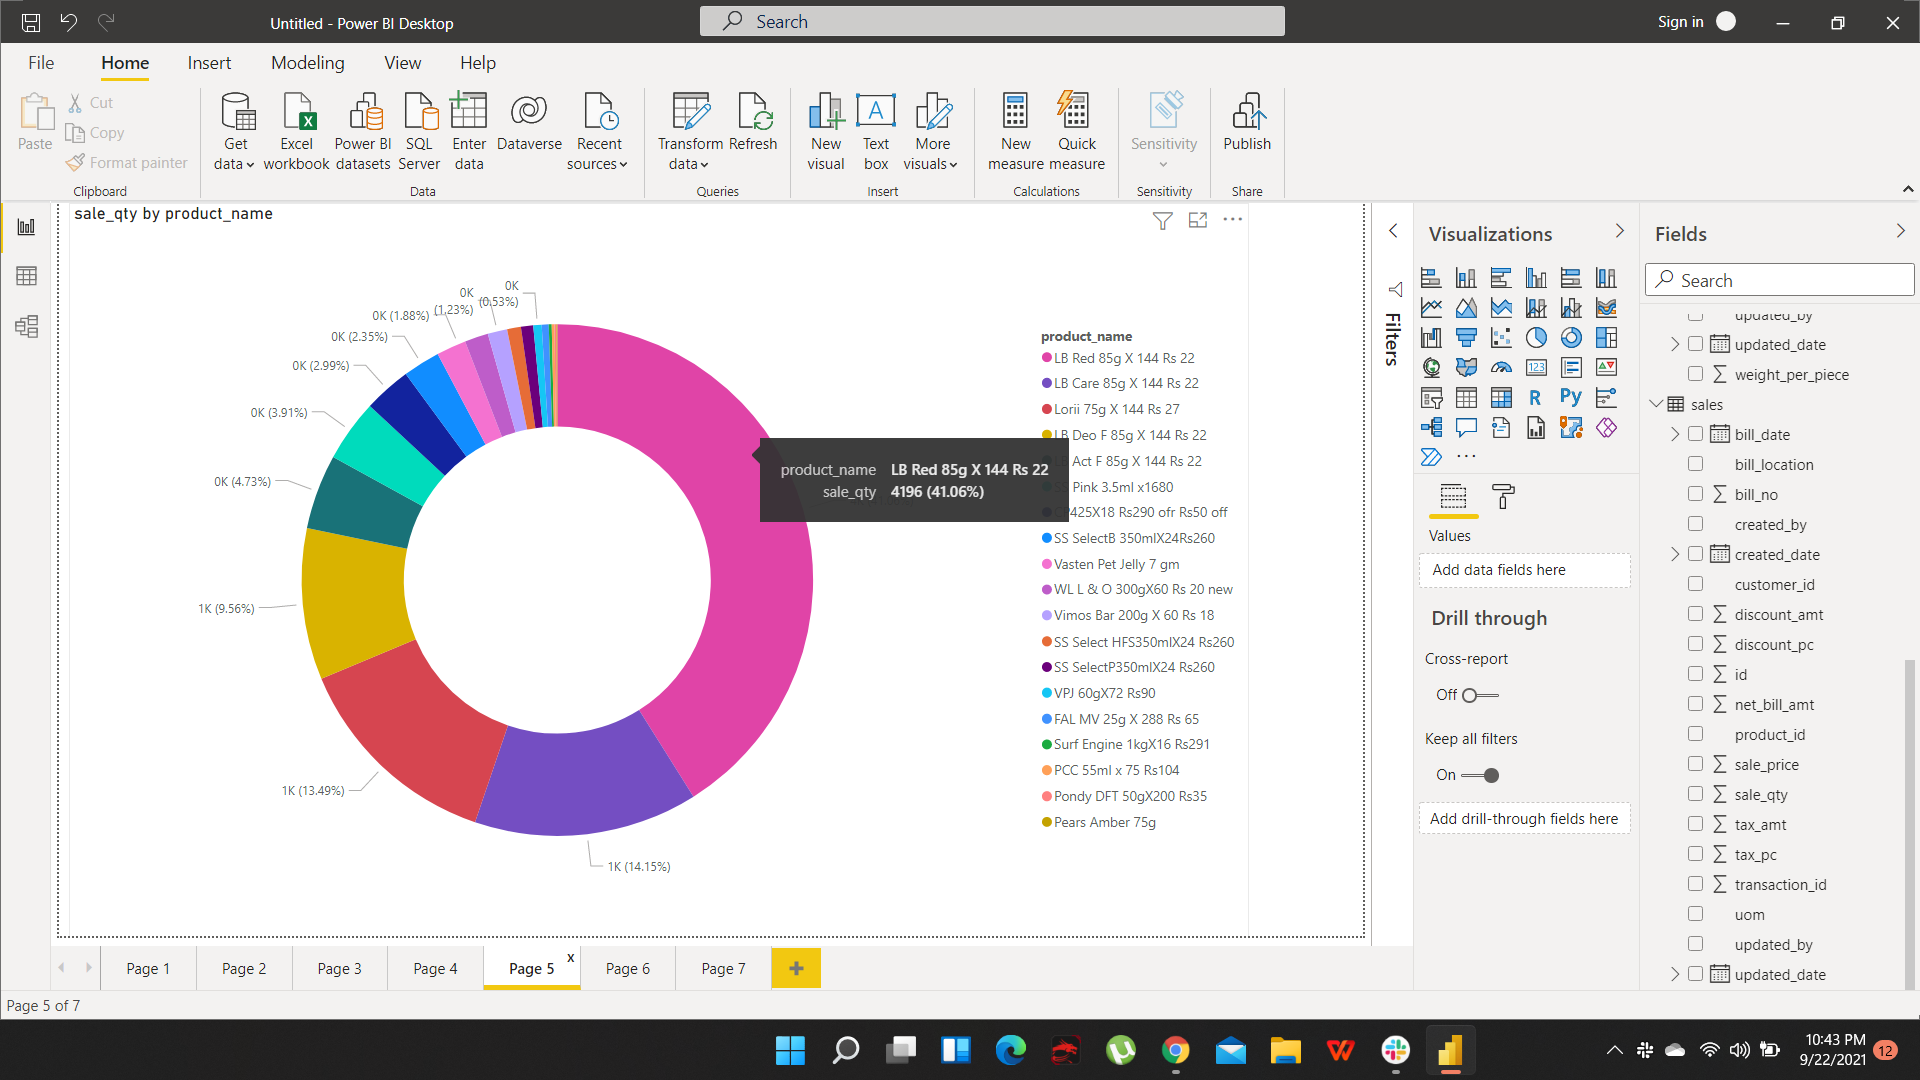 Untitled - Power BI Desktop
Search
Sign in
File
Home
Insert
Modeling
View
Help
Paste
Cut
Copy
Format painter
Clipboard
Get data
Excel workbook
Power BI datasets
SQL Server
Enter data
Dataverse
Recent sources
Data
Transform data
Refresh
Queries
New visual
Text box
More visuals
Insert
New measure
Quick measure
Calculations
Sensitivity
Sensitivity
Publish
Share
sale_qty by product_name
0K
0K
(0.53%)
(1.23%)
0K (1.88%)
0K (2.35%)
0K (2.99%)
0K (3.91%)
0K (4.73%)
1K (9.56%)
1K (13.49%)
1K (14.15%)
product_name LB Red 85g X 144 Rs 22
sale_qty 4196 (41.06%)
product_name
LB Red 85g X 144 Rs 22
LB Care 85g X 144 Rs 22
Lorii 75g X 144 Rs 27
LB Deo F 85g X 144 Rs 22
Act F 85g X 144 Rs 22
Pink 3.5ml x1680
425X18 Rs290 ofr Rs50 off
SS SelectB 350mlX24Rs260
Vasten Pet Jelly 7 gm
WL L & O 300gX60 Rs 20 new
Vimos Bar 200g X 60 Rs 18
SS Select HFS350mlX24 Rs260
SS SelectP350mlX24 Rs260
VPJ 60gX72 Rs90
FAL MV 25g X 288 Rs 65
Surf Engine 1kgX16 Rs291
PCC 55ml x 75 Rs104
Pondy DFT 50gX200 Rs35
Pears Amber 75g
Filters
Visualizations
123
R
Py
Values
Add data fields here
Drill through
Cross-report
Off
Keep all filters
On
Add drill-through fields here
Fields
Search
updated_by
updated_date
weight_per_piece
sales
bill_date
bill_location
bill_no
created_by
created_date
customer_id
discount_amt
discount_pc
id
net_bill_amt
product_id
sale_price
sale_qty
tax_amt
tax_pc
transaction_id
uom
updated_by
updated_date
Page 1
Page 2
Page 3
Page 4
Page 5
x
Page 6
Page 7
+
Page 5 of 7
10:43 PM
9/22/2021
12